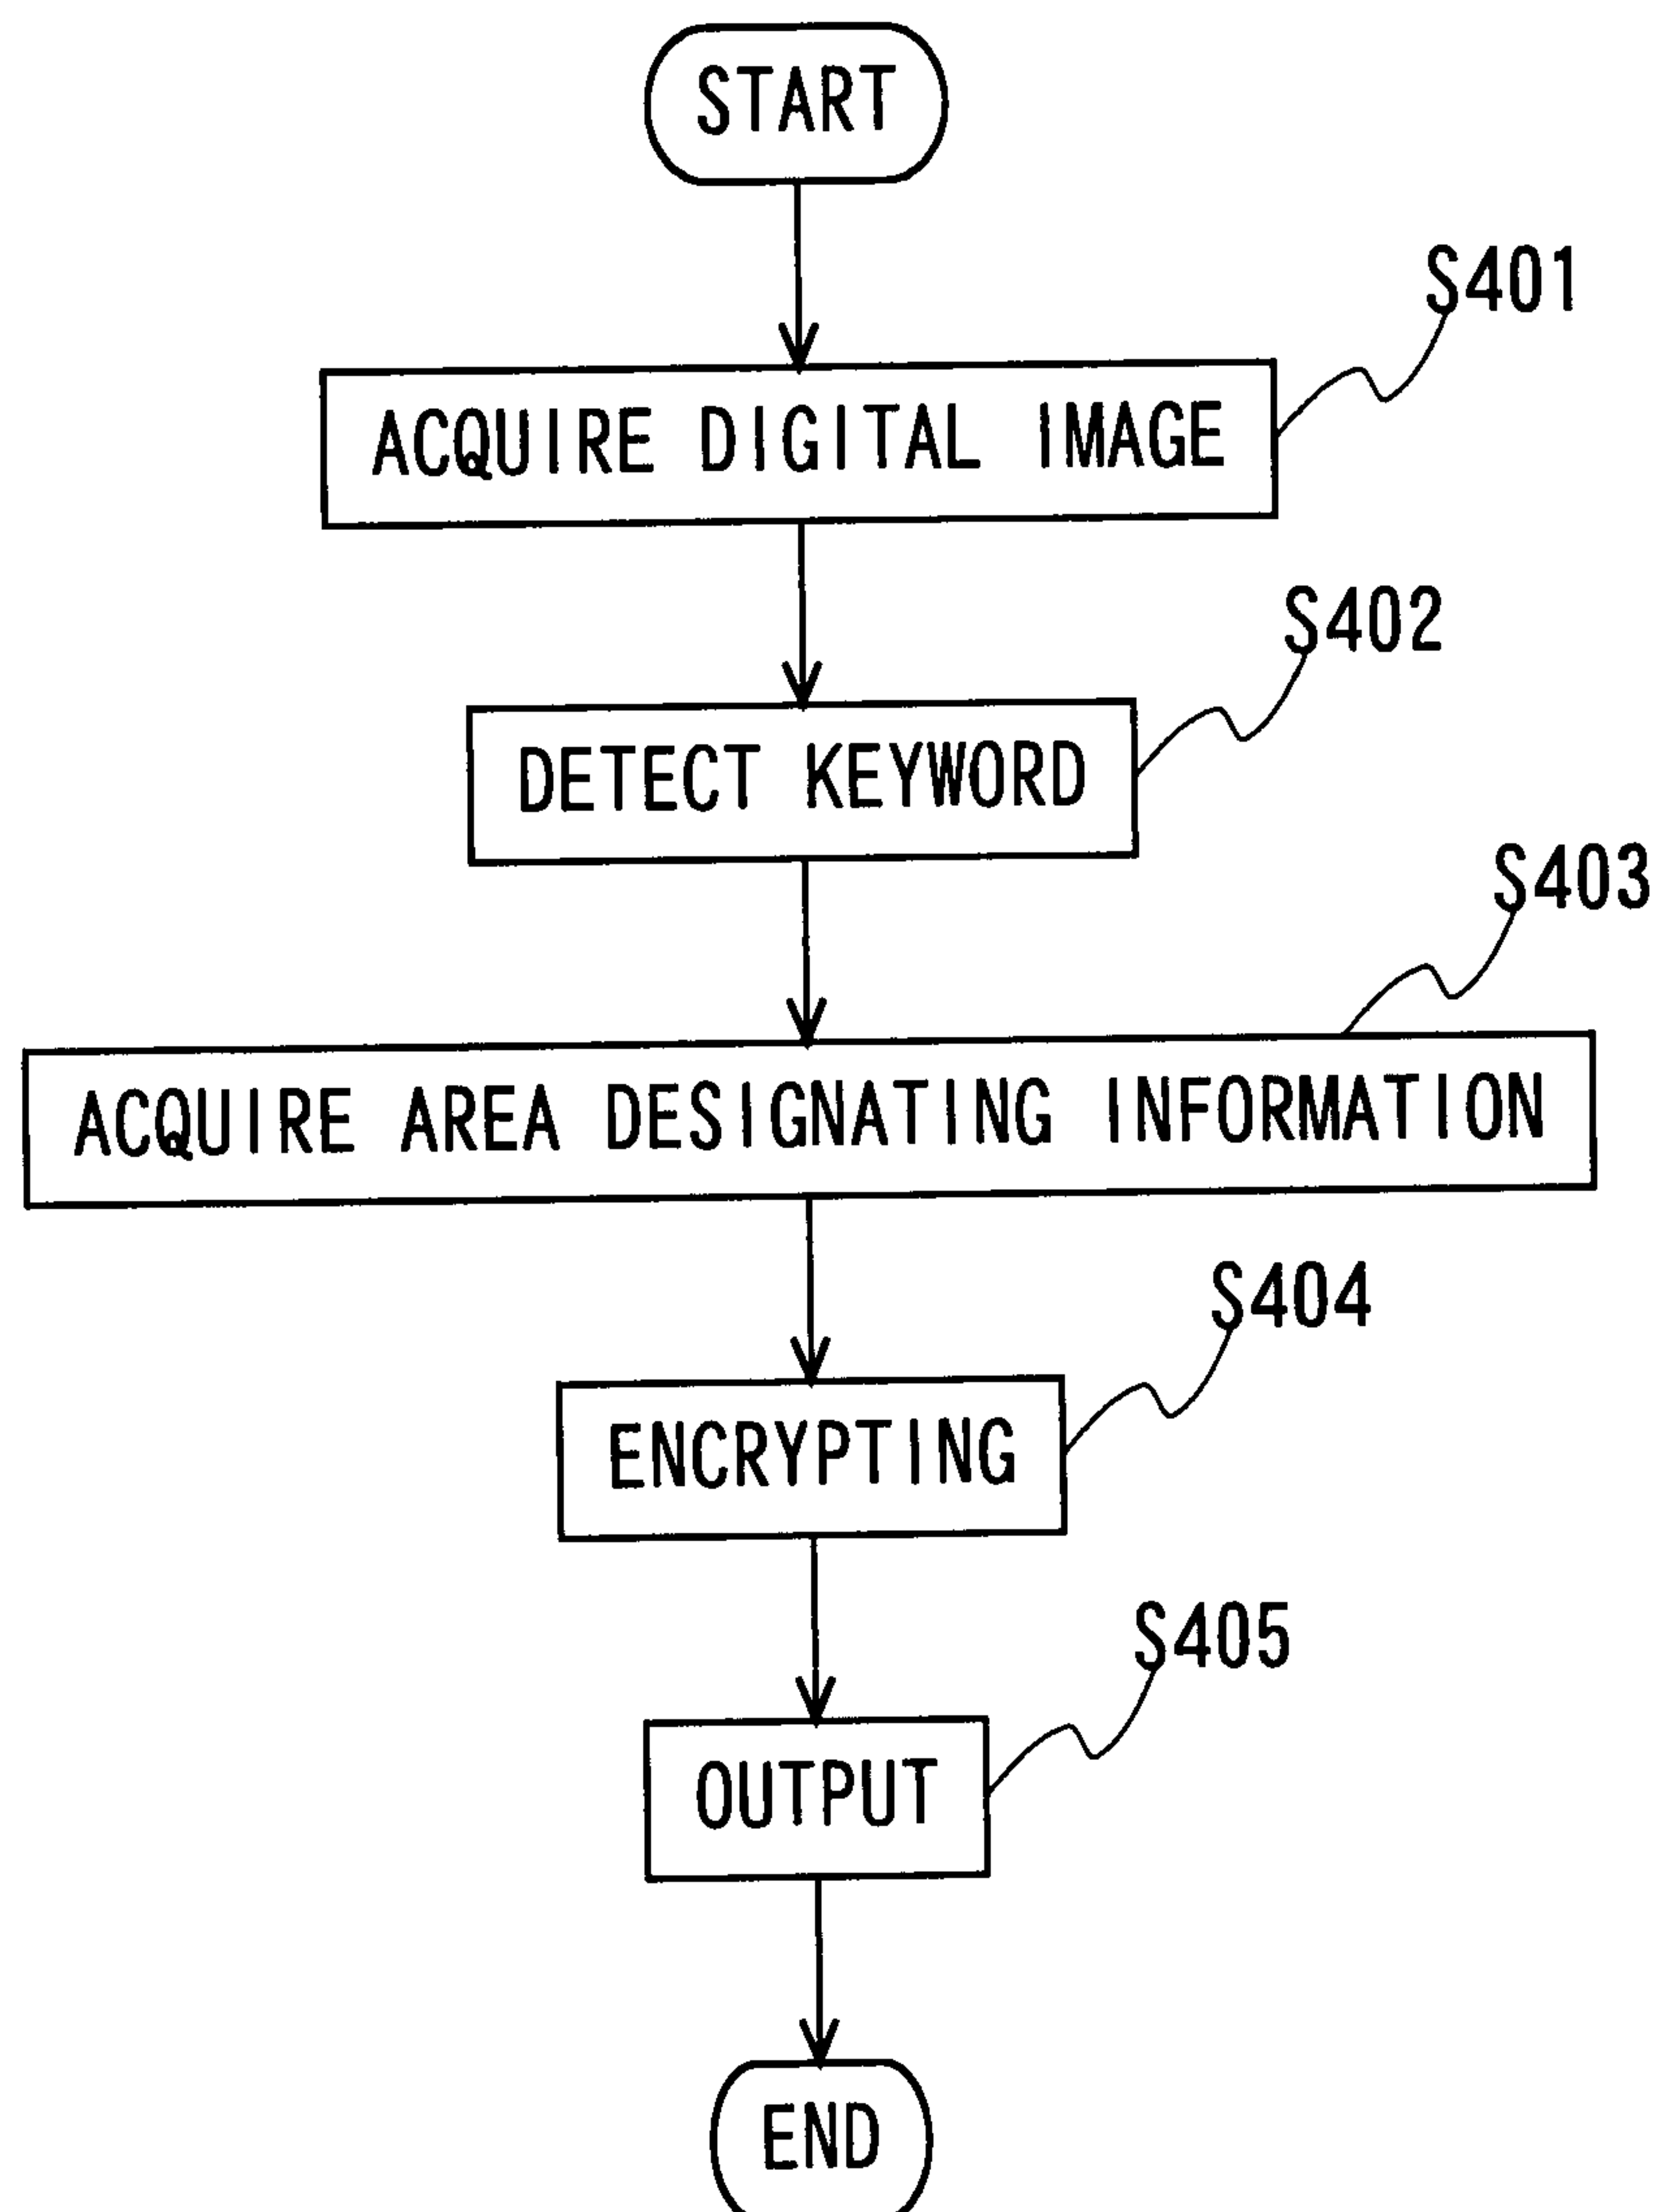 START
S401
ACQUIRE DIGITAL IMAGE
S402
DETECT KEYWORD
S403
ACQUIRE AREA DESIGNATING INFORMATION
S404
ENCRYPTING
S405
OUTPUT
END